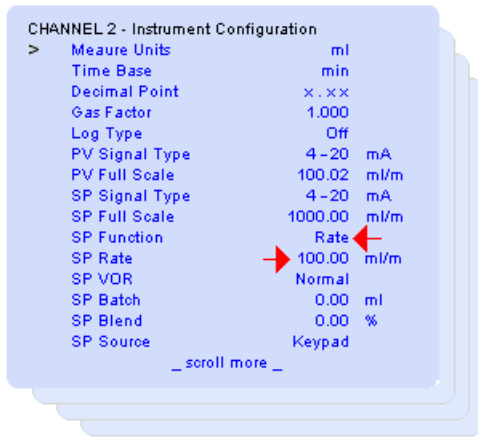 CHANNEL 2 - Instrument Configuration
> Meaure Units ml
Time Base min
Decimal Point x.xx
Gas Factor 1.000
Log Type Off
PV Signal Type 4-20 mA
PV Full Scale 100.02 ml/m
SP Signal Type 4-20 mA
SP Full Scale 1000.00 ml/m
SP Function Rate
SP Rate 100.00 ml/m
SP VOR Normal
SP Batch 0.00 ml
SP Blend 0.00 %
SP Source Keypad
_ scroll more _